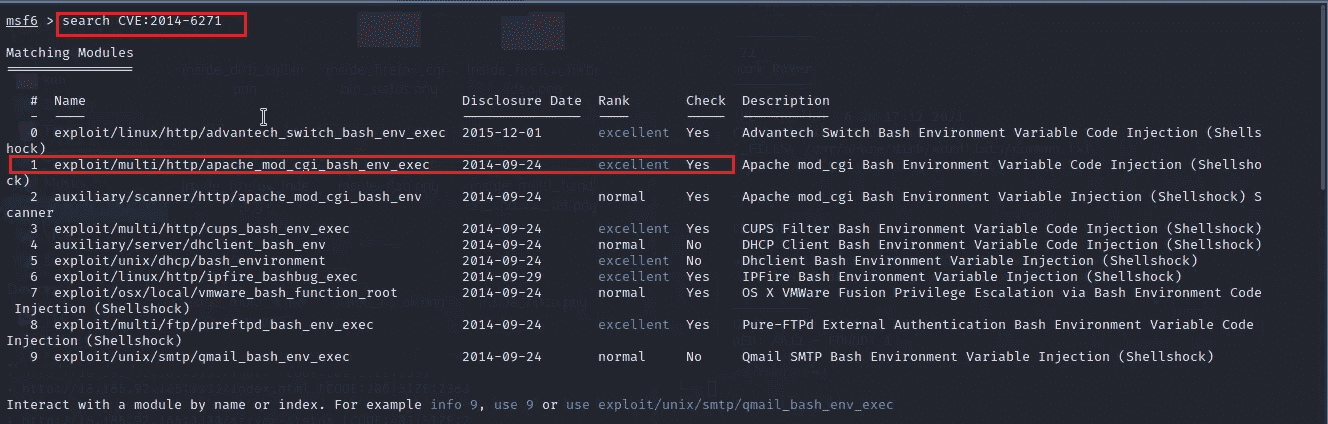 msf6 > search CVE:2014-6271
Matching Modules
================
# Name Disclosure Date Rank Check Description
- ---- --------------- ---- ----- -----------
0 exploit/linux/http/advantech_switch_bash_env_exec 2015-12-01 excellent Yes Advantech Switch Bash Environment Variable Code Injection (Shells
hock)
1 exploit/multi/http/apache_mod_cgi_bash_env_exec 2014-09-24 excellent Yes Apache mod_cgi Bash Environment Variable Code Injection (Shellsho
ck)
2 auxiliary/scanner/http/apache_mod_cgi_bash_env 2014-09-24 normal Yes Apache mod_cgi Bash Environment Variable Injection (Shellshock) S
canner
3 exploit/multi/http/cups_bash_env_exec 2014-09-24 excellent Yes CUPS Filter Bash Environment Variable Code Injection (Shellshock)
4 auxiliary/server/dhclient_bash_env 2014-09-24 normal No DHCP Client Bash Environment Variable Code Injection (Shellshock)
5 exploit/unix/dhcp/bash_environment 2014-09-24 excellent No Dhclient Bash Environment Variable Injection (Shellshock)
6 exploit/linux/http/ipfire_bashbug_exec 2014-09-29 excellent Yes IPFire Bash Environment Variable Injection (Shellshock)
7 exploit/osx/local/vmware_bash_function_root 2014-09-24 normal Yes OS X VMWare Fusion Privilege Escalation via Bash Environment Code
Injection (Shellshock)
8 exploit/multi/ftp/pureftpd_bash_env_exec 2014-09-24 excellent Yes Pure-FTPd External Authentication Bash Environment Variable Code
Injection (Shellshock)
9 exploit/unix/smtp/qmail_bash_env_exec 2014-09-24 normal No Qmail SMTP Bash Environment Variable Injection (Shellshock)
Interact with a module by name or index. For example info 9, use 9 or use exploit/unix/smtp/qmail_bash_env_exec